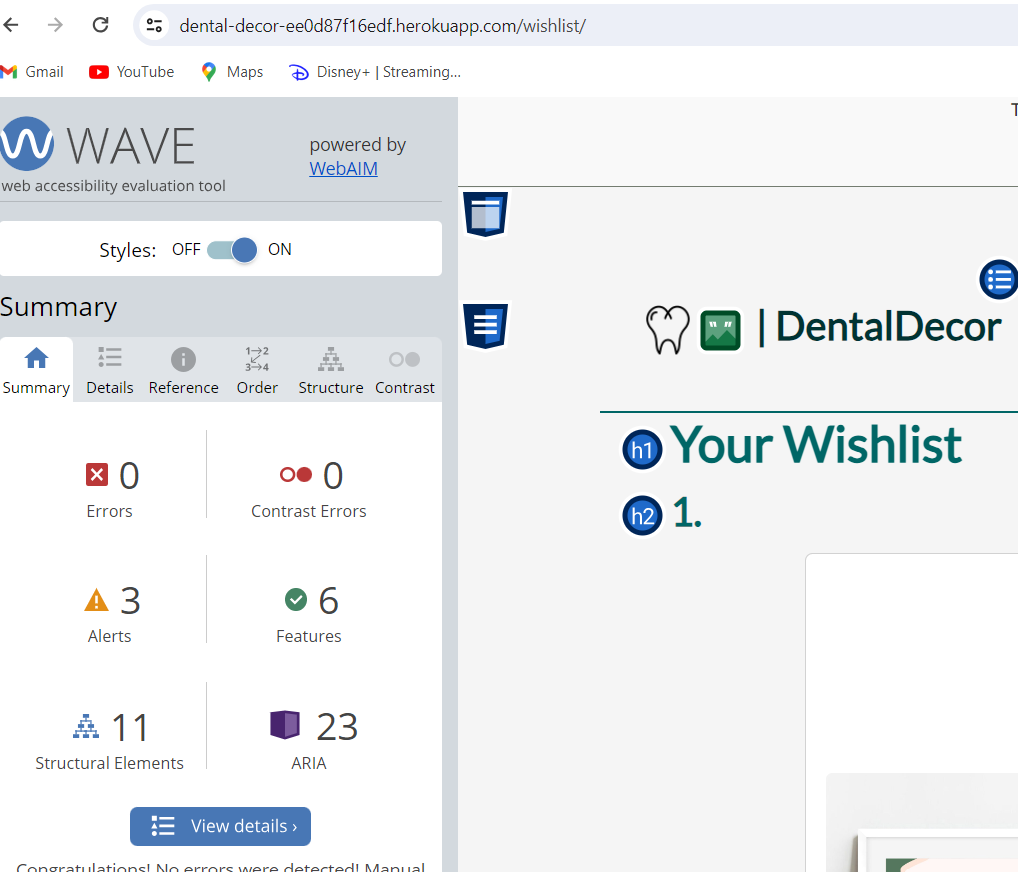 dental-decor-ee0d87f16edf.herokuapp.com/wishlist/
Gmail YouTube Maps Disney+ | Streaming...
WAVE
web accessibility evaluation tool
powered by
WebAIM
Styles: OFF ON
Summary
Summary Details Reference Order Structure Contrast
0
Errors
0
Contrast Errors
3
Alerts
6
Features
11
Structural Elements
23
ARIA
View details ›
Congratulations! No errors were detected! Manual
T
| DentalDecor
h1 Your Wishlist
h2 1.